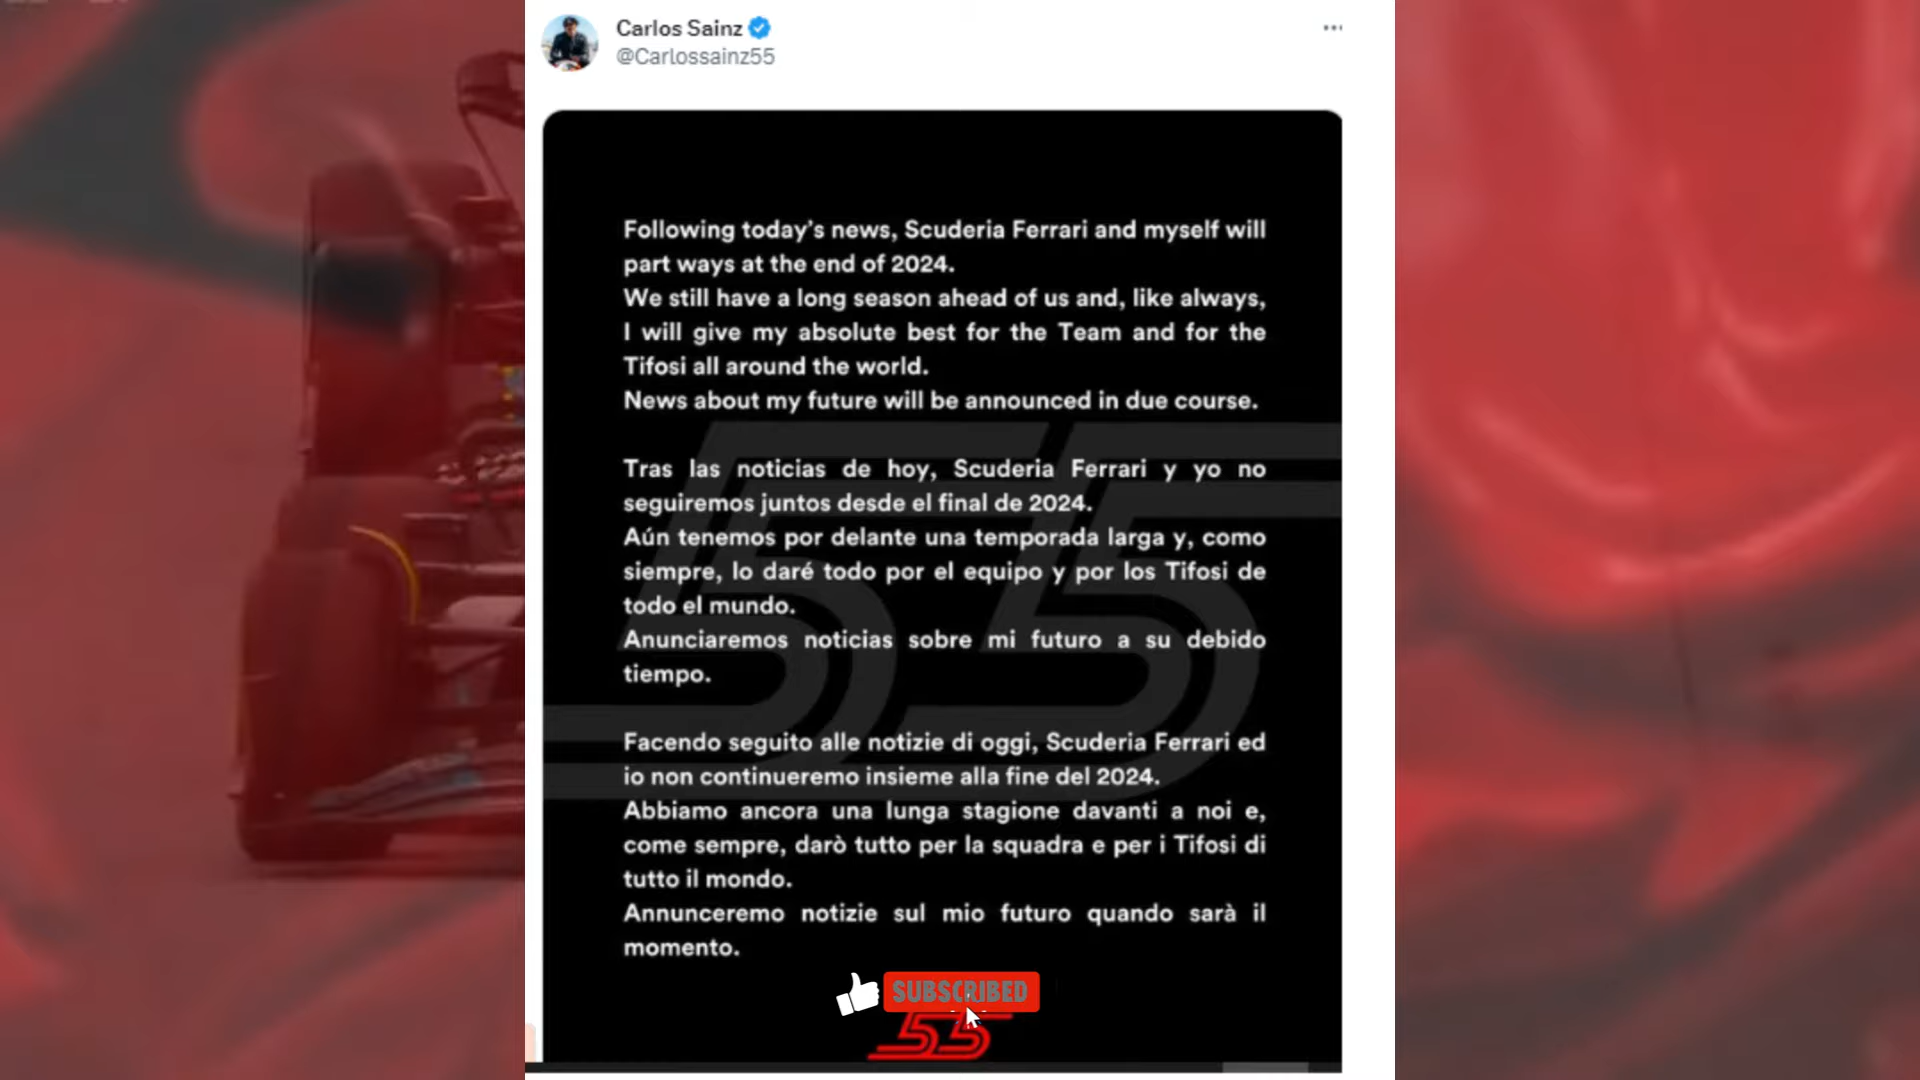 Carlos Sainz
@Carlossainz55
Following today's news, Scuderia Ferrari and myself will
part ways at the end of 2024.
We still have a long season ahead of us and, like always,
I will give my absolute best for the Team and for the
Tifosi all around the world.
News about my future will be announced in due course.
Tras las noticias de hoy, Scuderia Ferrari y yo no
seguiremos juntos desde el final de 2024.
Aún tenemos por delante una temporada larga y, como
siempre, lo daré todo por el equipo y por los Tifosi de
todo el mundo.
Anunciaremos noticias sobre mi futuro a su debido
tiempo.
Facendo seguito alle notizie di oggi, Scuderia Ferrari ed
io non continueremo insieme alla fine del 2024.
Abbiamo ancora una lunga stagione davanti a noi e,
come sempre, darò tutto per la squadra e per i Tifosi di
tutto il mondo.
Annunceremo notizie sul mio futuro quando sarà il
momento.
SUBSCRIBED
55